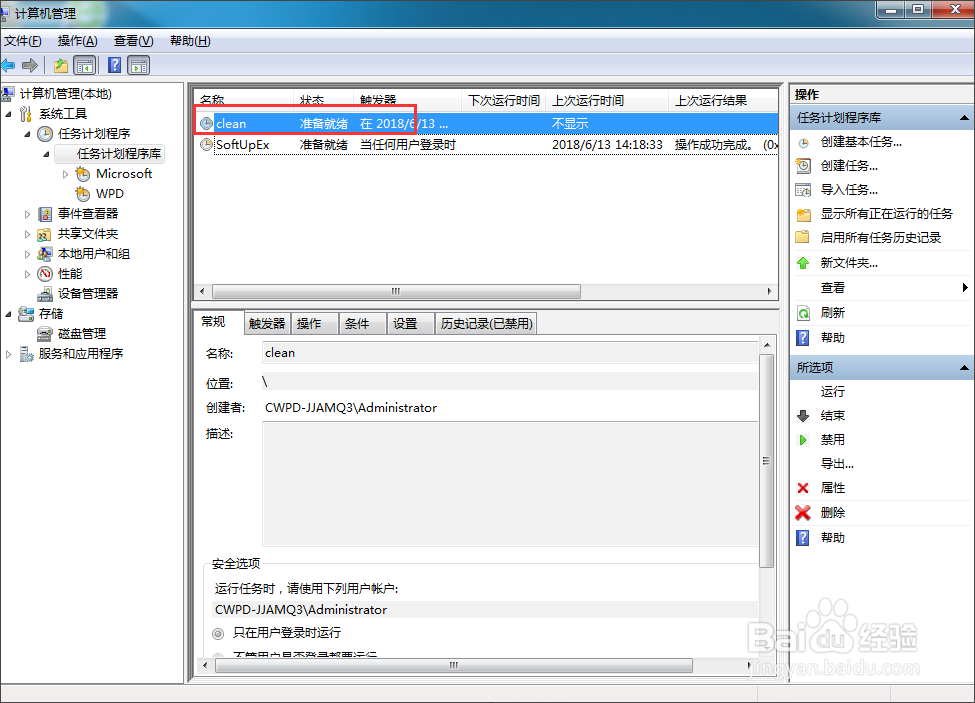 计算机管理
文件(F) 操作(A) 查看(V) 帮助(H)
计算机管理(本地)
系统工具
任务计划程序
任务计划程序库
Microsoft
WPD
事件查看器
共享文件夹
本地用户和组
性能
设备管理器
存储
磁盘管理
服务和应用程序
名称 状态 触发器 下次运行时间 上次运行时间 上次运行结果
clean 准备就绪 在 2018/6/13 ... 不显示
SoftUpEx 准备就绪 当任何用户登录时 2018/6/13 14:18:33 操作成功完成。 (0x
常规 触发器 操作 条件 设置 历史记录(已禁用)
名称: clean
位置: \
创建者: CWPD-JJAMQ3\Administrator
描述:
安全选项
运行任务时，请使用下列用户帐户:
CWPD-JJAMQ3\Administrator
只在用户登录时运行
不管用户是否登录都要运行
操作
任务计划程序库
创建基本任务...
创建任务...
导入任务...
显示所有正在运行的任务
启用所有任务历史记录
新文件夹...
查看
刷新
帮助
所选项
运行
结束
禁用
导出...
属性
删除
帮助
Baidu 经验
jingyan.baidu.com